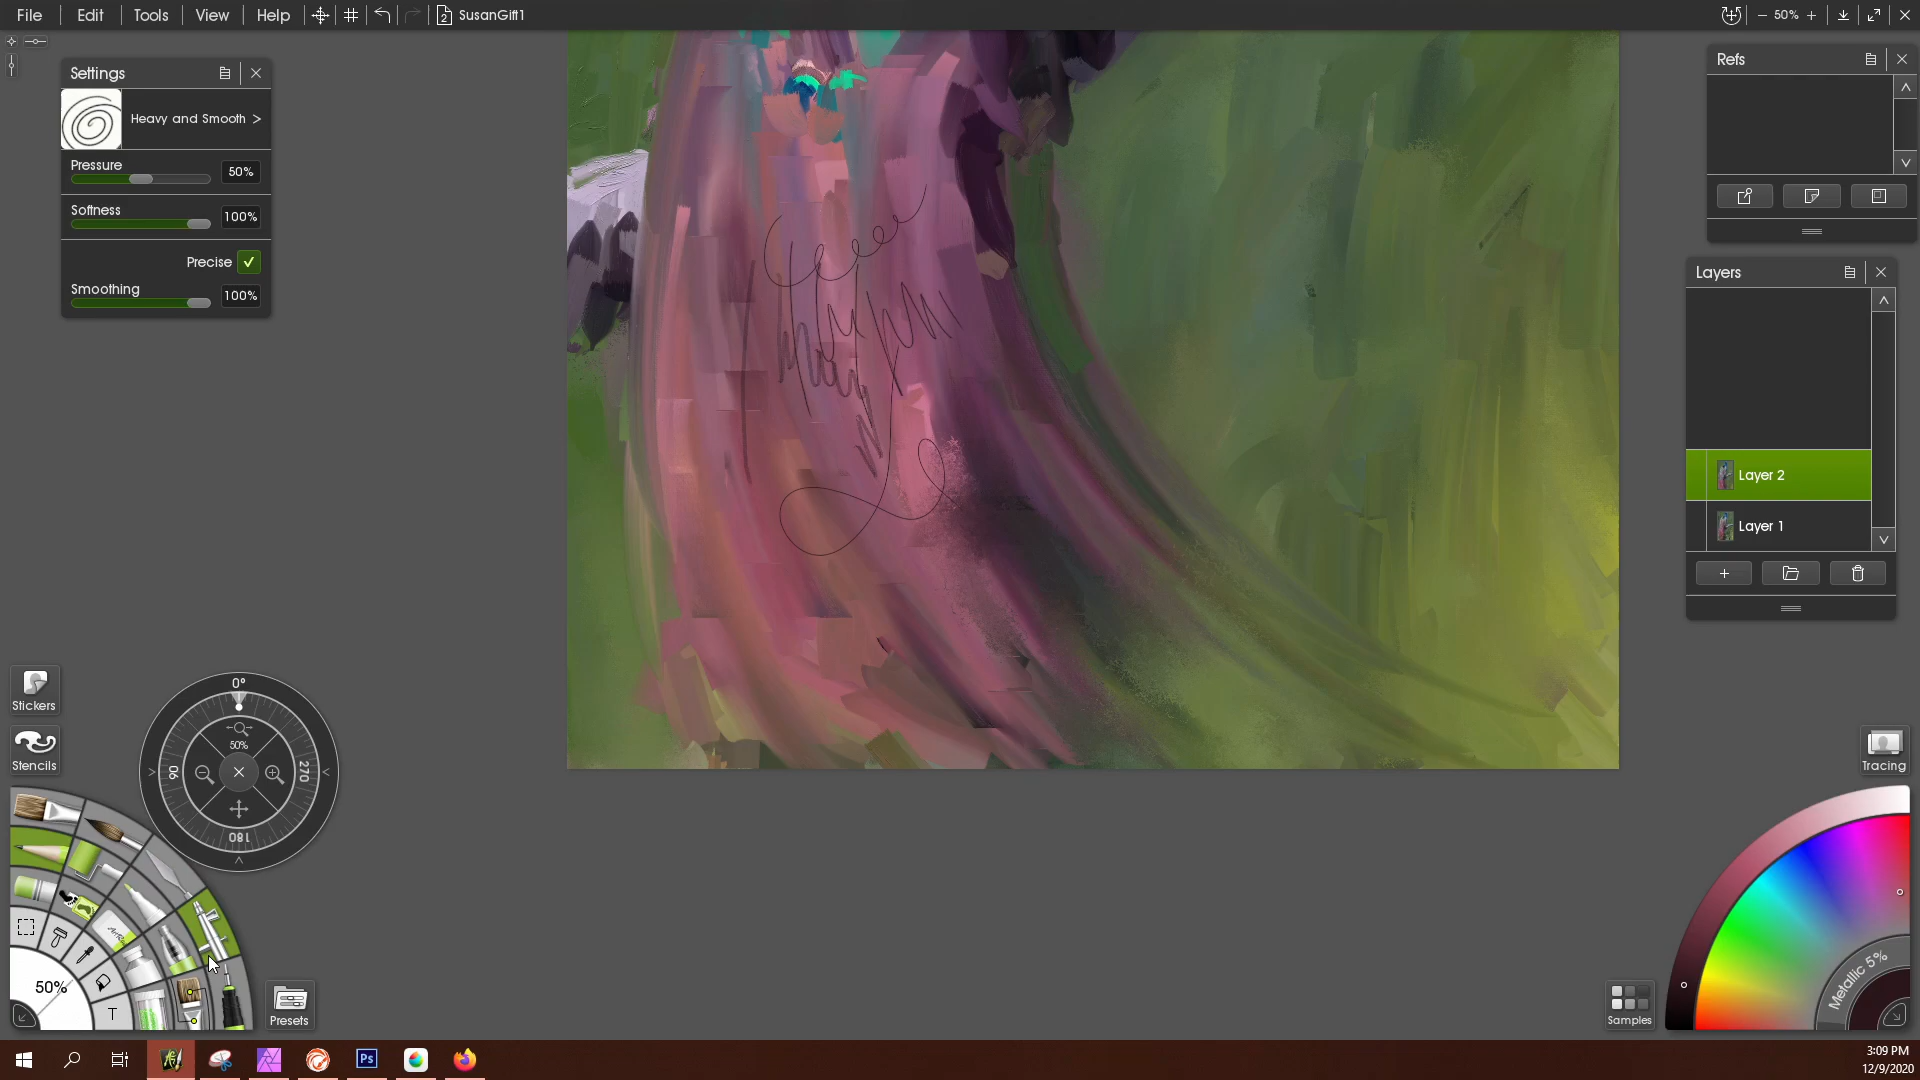 File Edit Tools View Help 2 SusanGift1 50%
Settings
Heavy and Smooth >
Pressure 50%
Softness 100%
Precise
Smoothing 100%
Refs
Layers
Layer 2
Layer 1
Stickers
Stencils
0°
50%
90
270
180
50%
T
Presets
Tracing
Metallic 5%
Samples
Ps
3:09 PM
12/9/2020